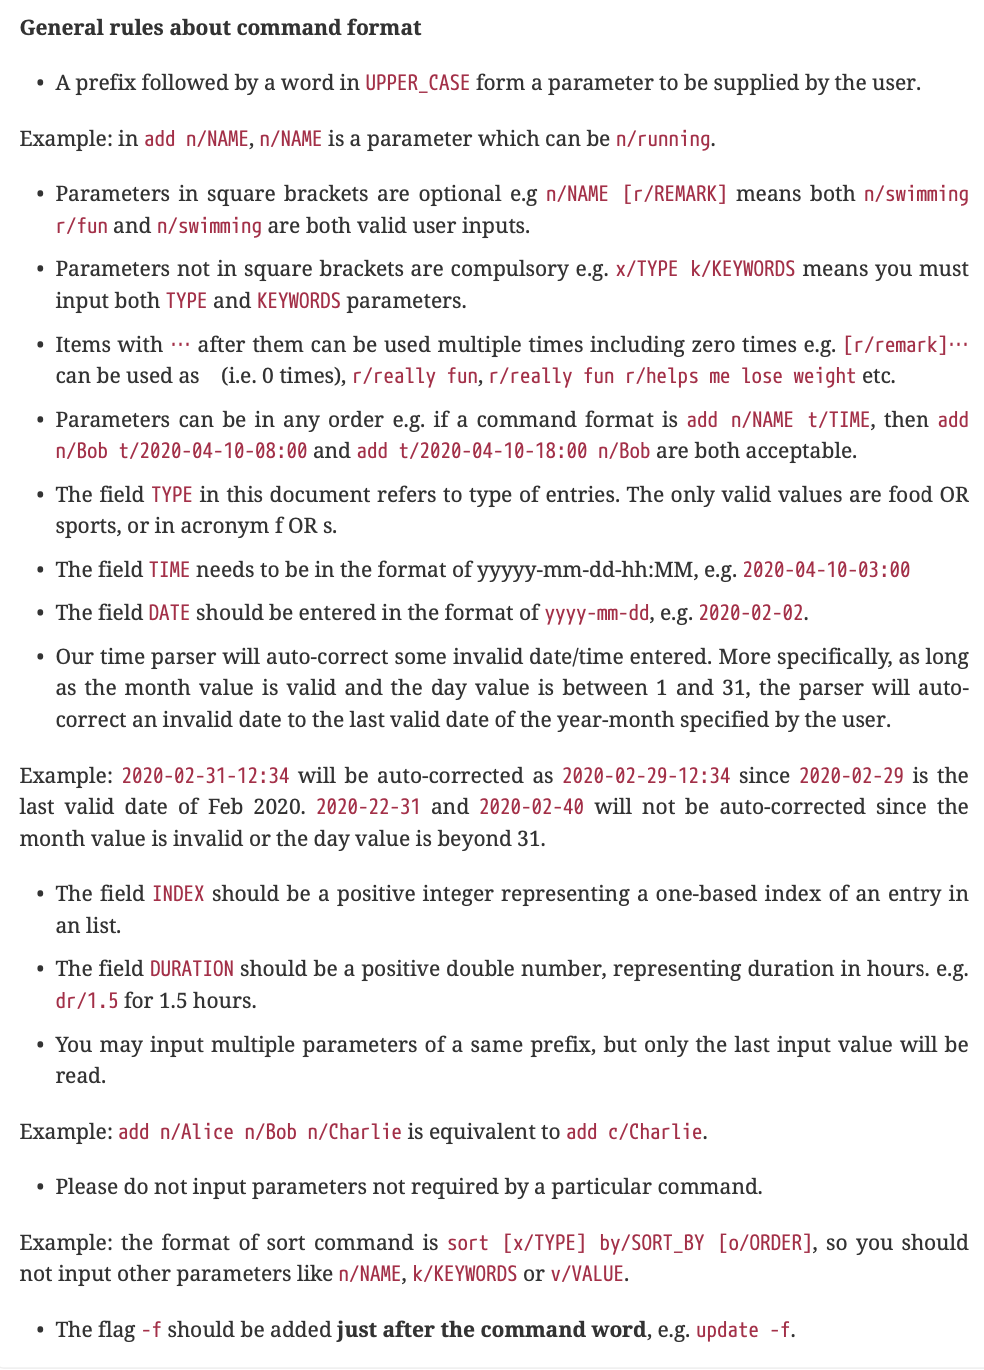 General rules about command format
• A prefix followed by a word in UPPER_CASE form a parameter to be supplied by the user.
Example: in add n/NAME, n/NAME is a parameter which can be n/running.
• Parameters in square brackets are optional e.g n/NAME [r/REMARK] means both n/swimming
r/fun and n/swimming are both valid user inputs.
• Parameters not in square brackets are compulsory e.g. x/TYPE k/KEYWORDS means you must
input both TYPE and KEYWORDS parameters.
• Items with … after them can be used multiple times including zero times e.g. [r/remark]…
can be used as   (i.e. 0 times), r/really fun, r/really fun r/helps me lose weight etc.
• Parameters can be in any order e.g. if a command format is add n/NAME t/TIME, then add
n/Bob t/2020-04-10-08:00 and add t/2020-04-10-18:00 n/Bob are both acceptable.
• The field TYPE in this document refers to type of entries. The only valid values are food OR
sports, or in acronym f OR s.
• The field TIME needs to be in the format of yyyyy-mm-dd-hh:MM, e.g. 2020-04-10-03:00
• The field DATE should be entered in the format of yyyy-mm-dd, e.g. 2020-02-02.
• Our time parser will auto-correct some invalid date/time entered. More specifically, as long
as the month value is valid and the day value is between 1 and 31, the parser will auto-
correct an invalid date to the last valid date of the year-month specified by the user.
Example: 2020-02-31-12:34 will be auto-corrected as 2020-02-29-12:34 since 2020-02-29 is the
last valid date of Feb 2020. 2020-22-31 and 2020-02-40 will not be auto-corrected since the
month value is invalid or the day value is beyond 31.
• The field INDEX should be a positive integer representing a one-based index of an entry in
an list.
• The field DURATION should be a positive double number, representing duration in hours. e.g.
dr/1.5 for 1.5 hours.
• You may input multiple parameters of a same prefix, but only the last input value will be
read.
Example: add n/Alice n/Bob n/Charlie is equivalent to add c/Charlie.
• Please do not input parameters not required by a particular command.
Example: the format of sort command is sort [x/TYPE] by/SORT_BY [o/ORDER], so you should
not input other parameters like n/NAME, k/KEYWORDS or v/VALUE.
• The flag -f should be added just after the command word, e.g. update -f.